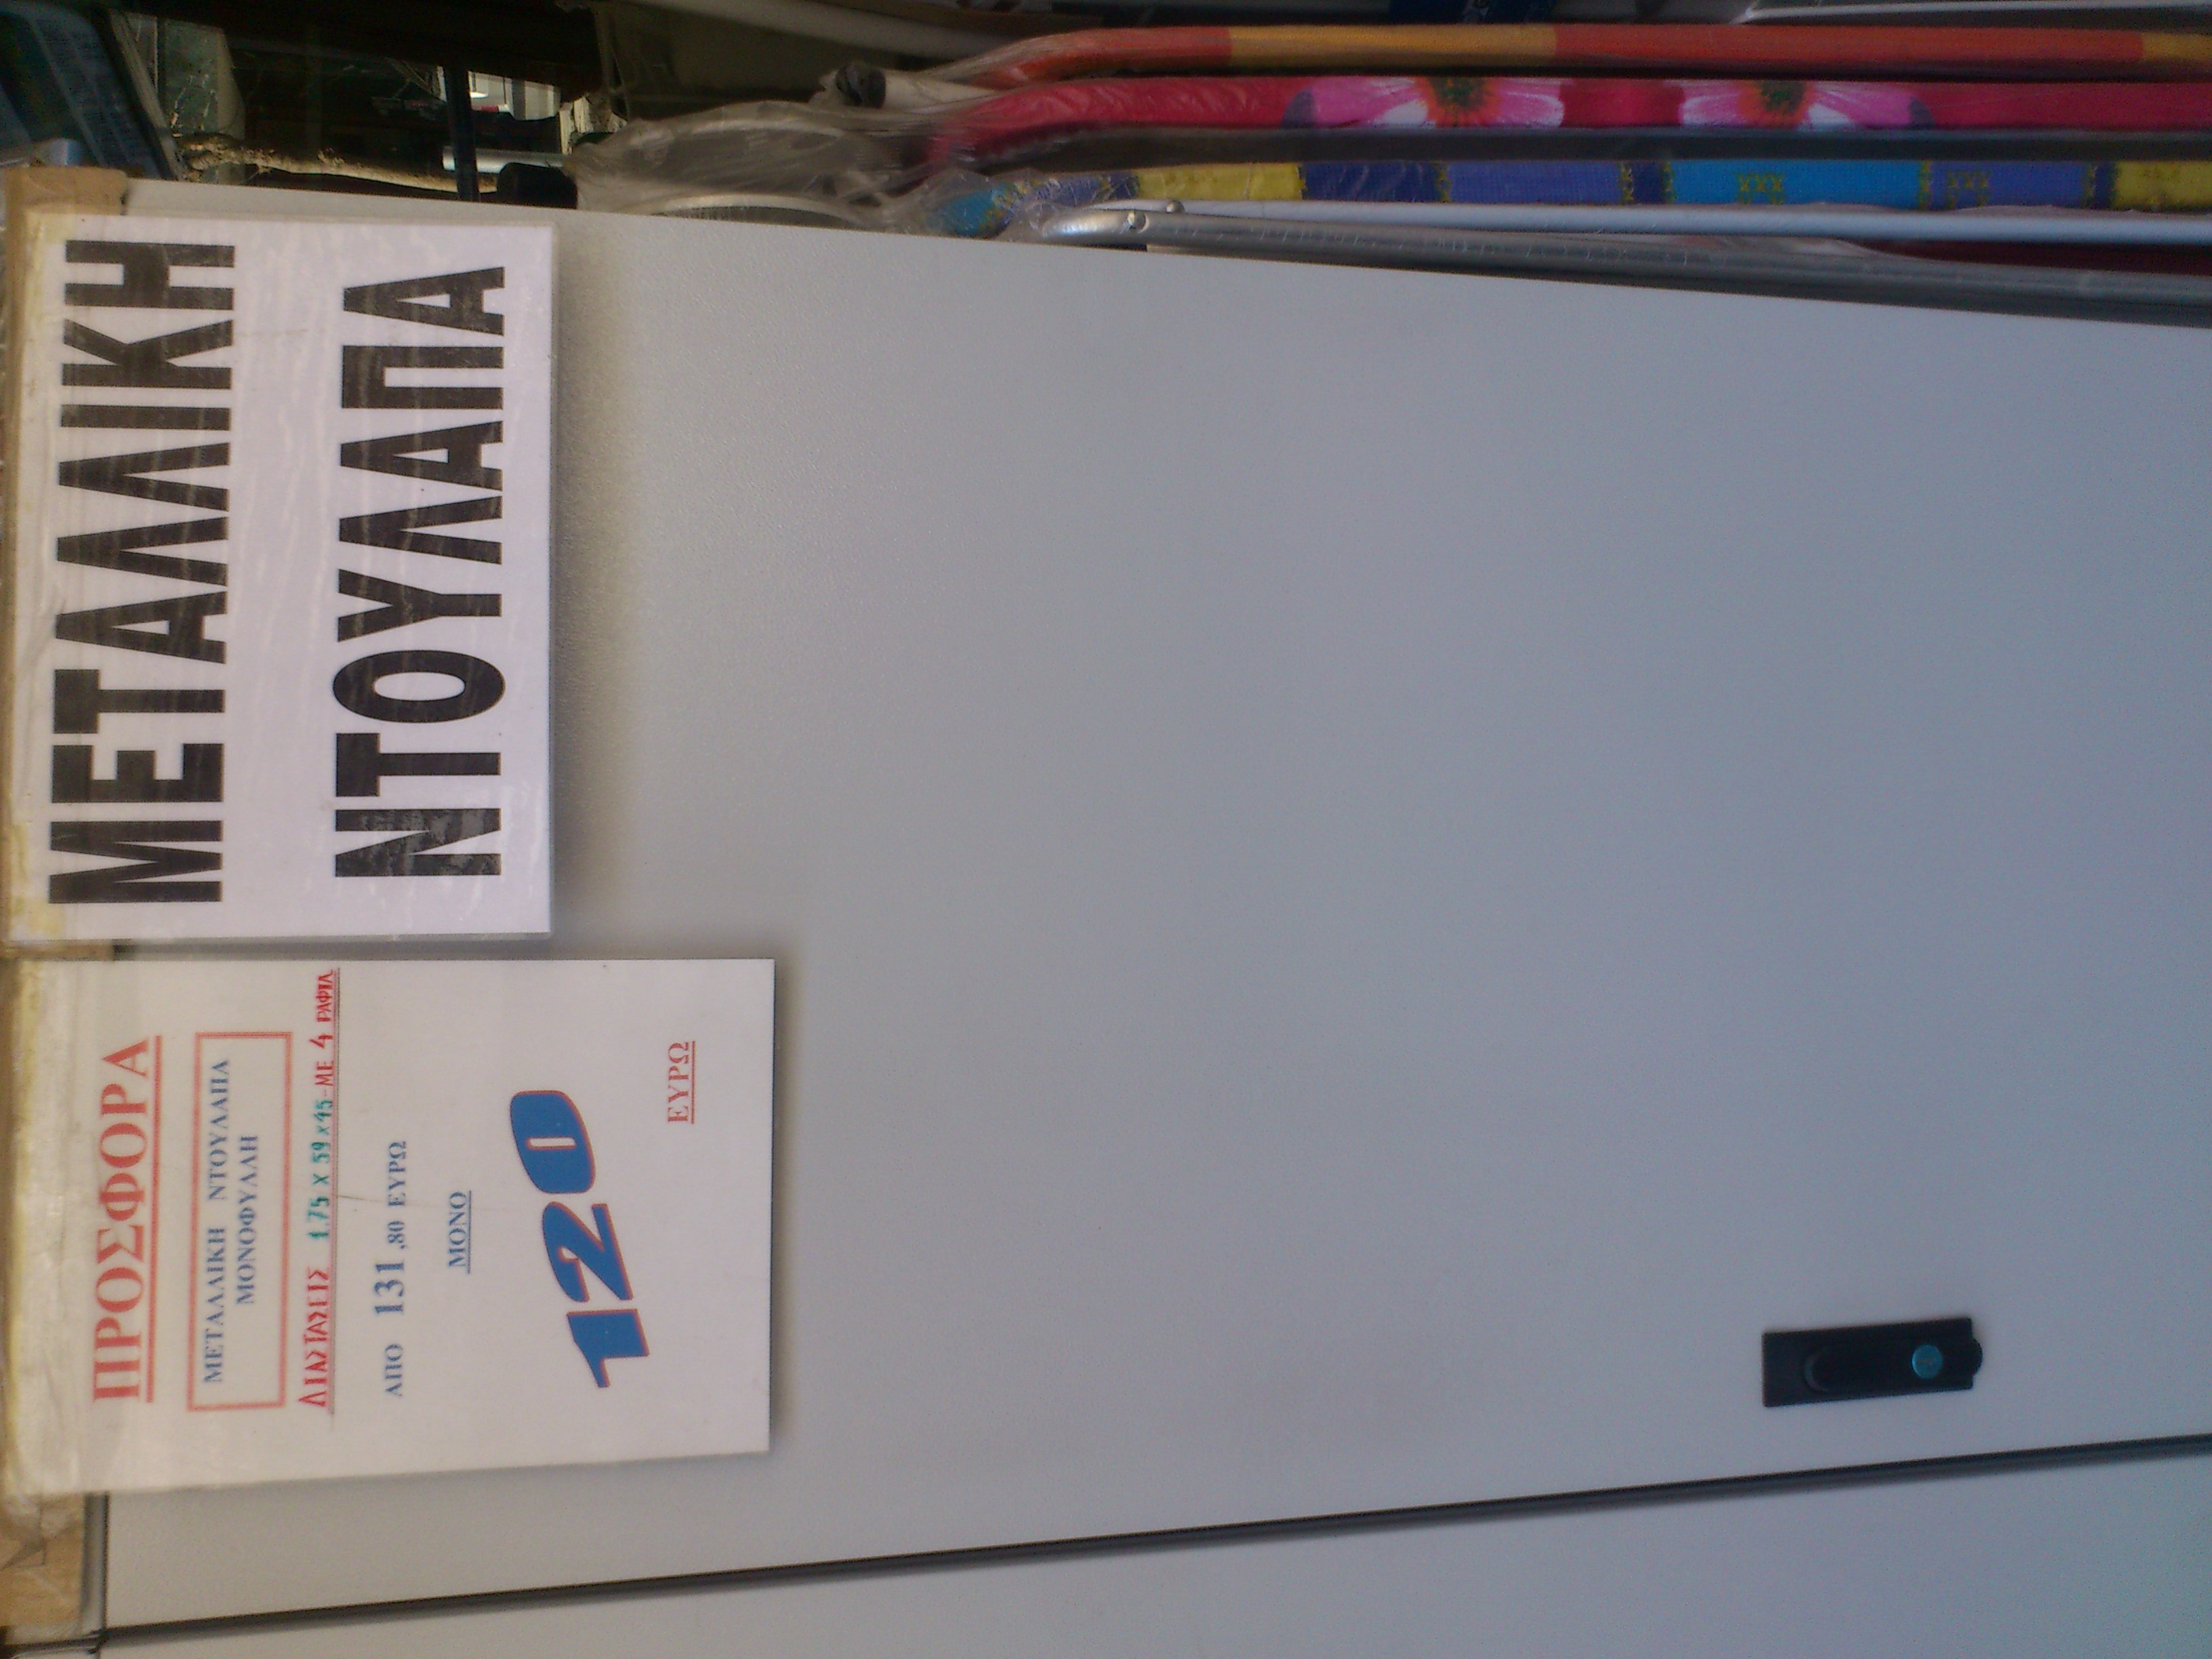 ΜΕΤΑΛΛΙΚΗ
ΝΤΟΥΛΑΠΑ
ΠΡΟΣΦΟΡΑ
ΜΕΤΑΛΛΙΚΗ ΝΤΟΥΛΑΠΑ
ΜΟΝΟΦΥΛΛΗ
ΔΙΑΣΤΑΣΕΙΣ 1,75 Χ 59 Χ 45 - ΜΕ 4 ΡΑΦΙΑ
ΑΠΟ 131,80 ΕΥΡΩ
ΜΟΝΟ
120
ΕΥΡΩ